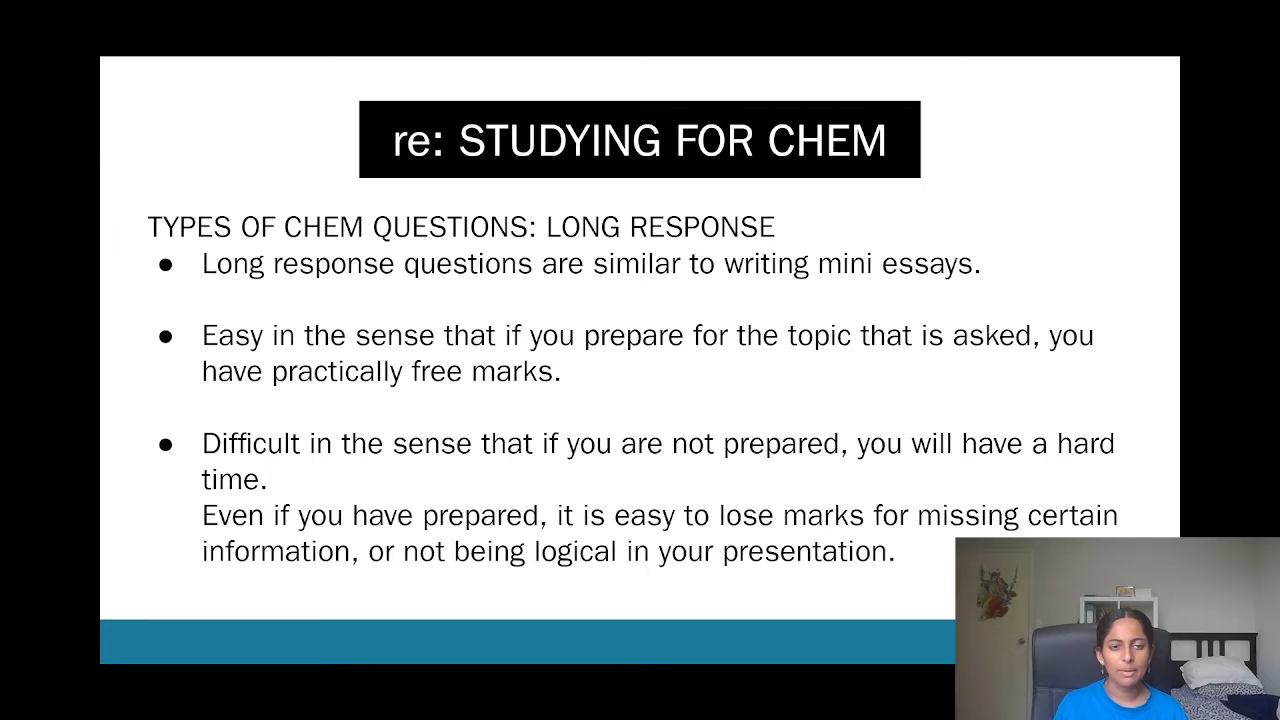 re: STUDYING FOR CHEM
TYPES OF CHEM QUESTIONS: LONG RESPONSE
● Long response questions are similar to writing mini essays.
● Easy in the sense that if you prepare for the topic that is asked, you
have practically free marks.
● Difficult in the sense that if you are not prepared, you will have a hard
time.
Even if you have prepared, it is easy to lose marks for missing certain
information, or not being logical in your presentation.